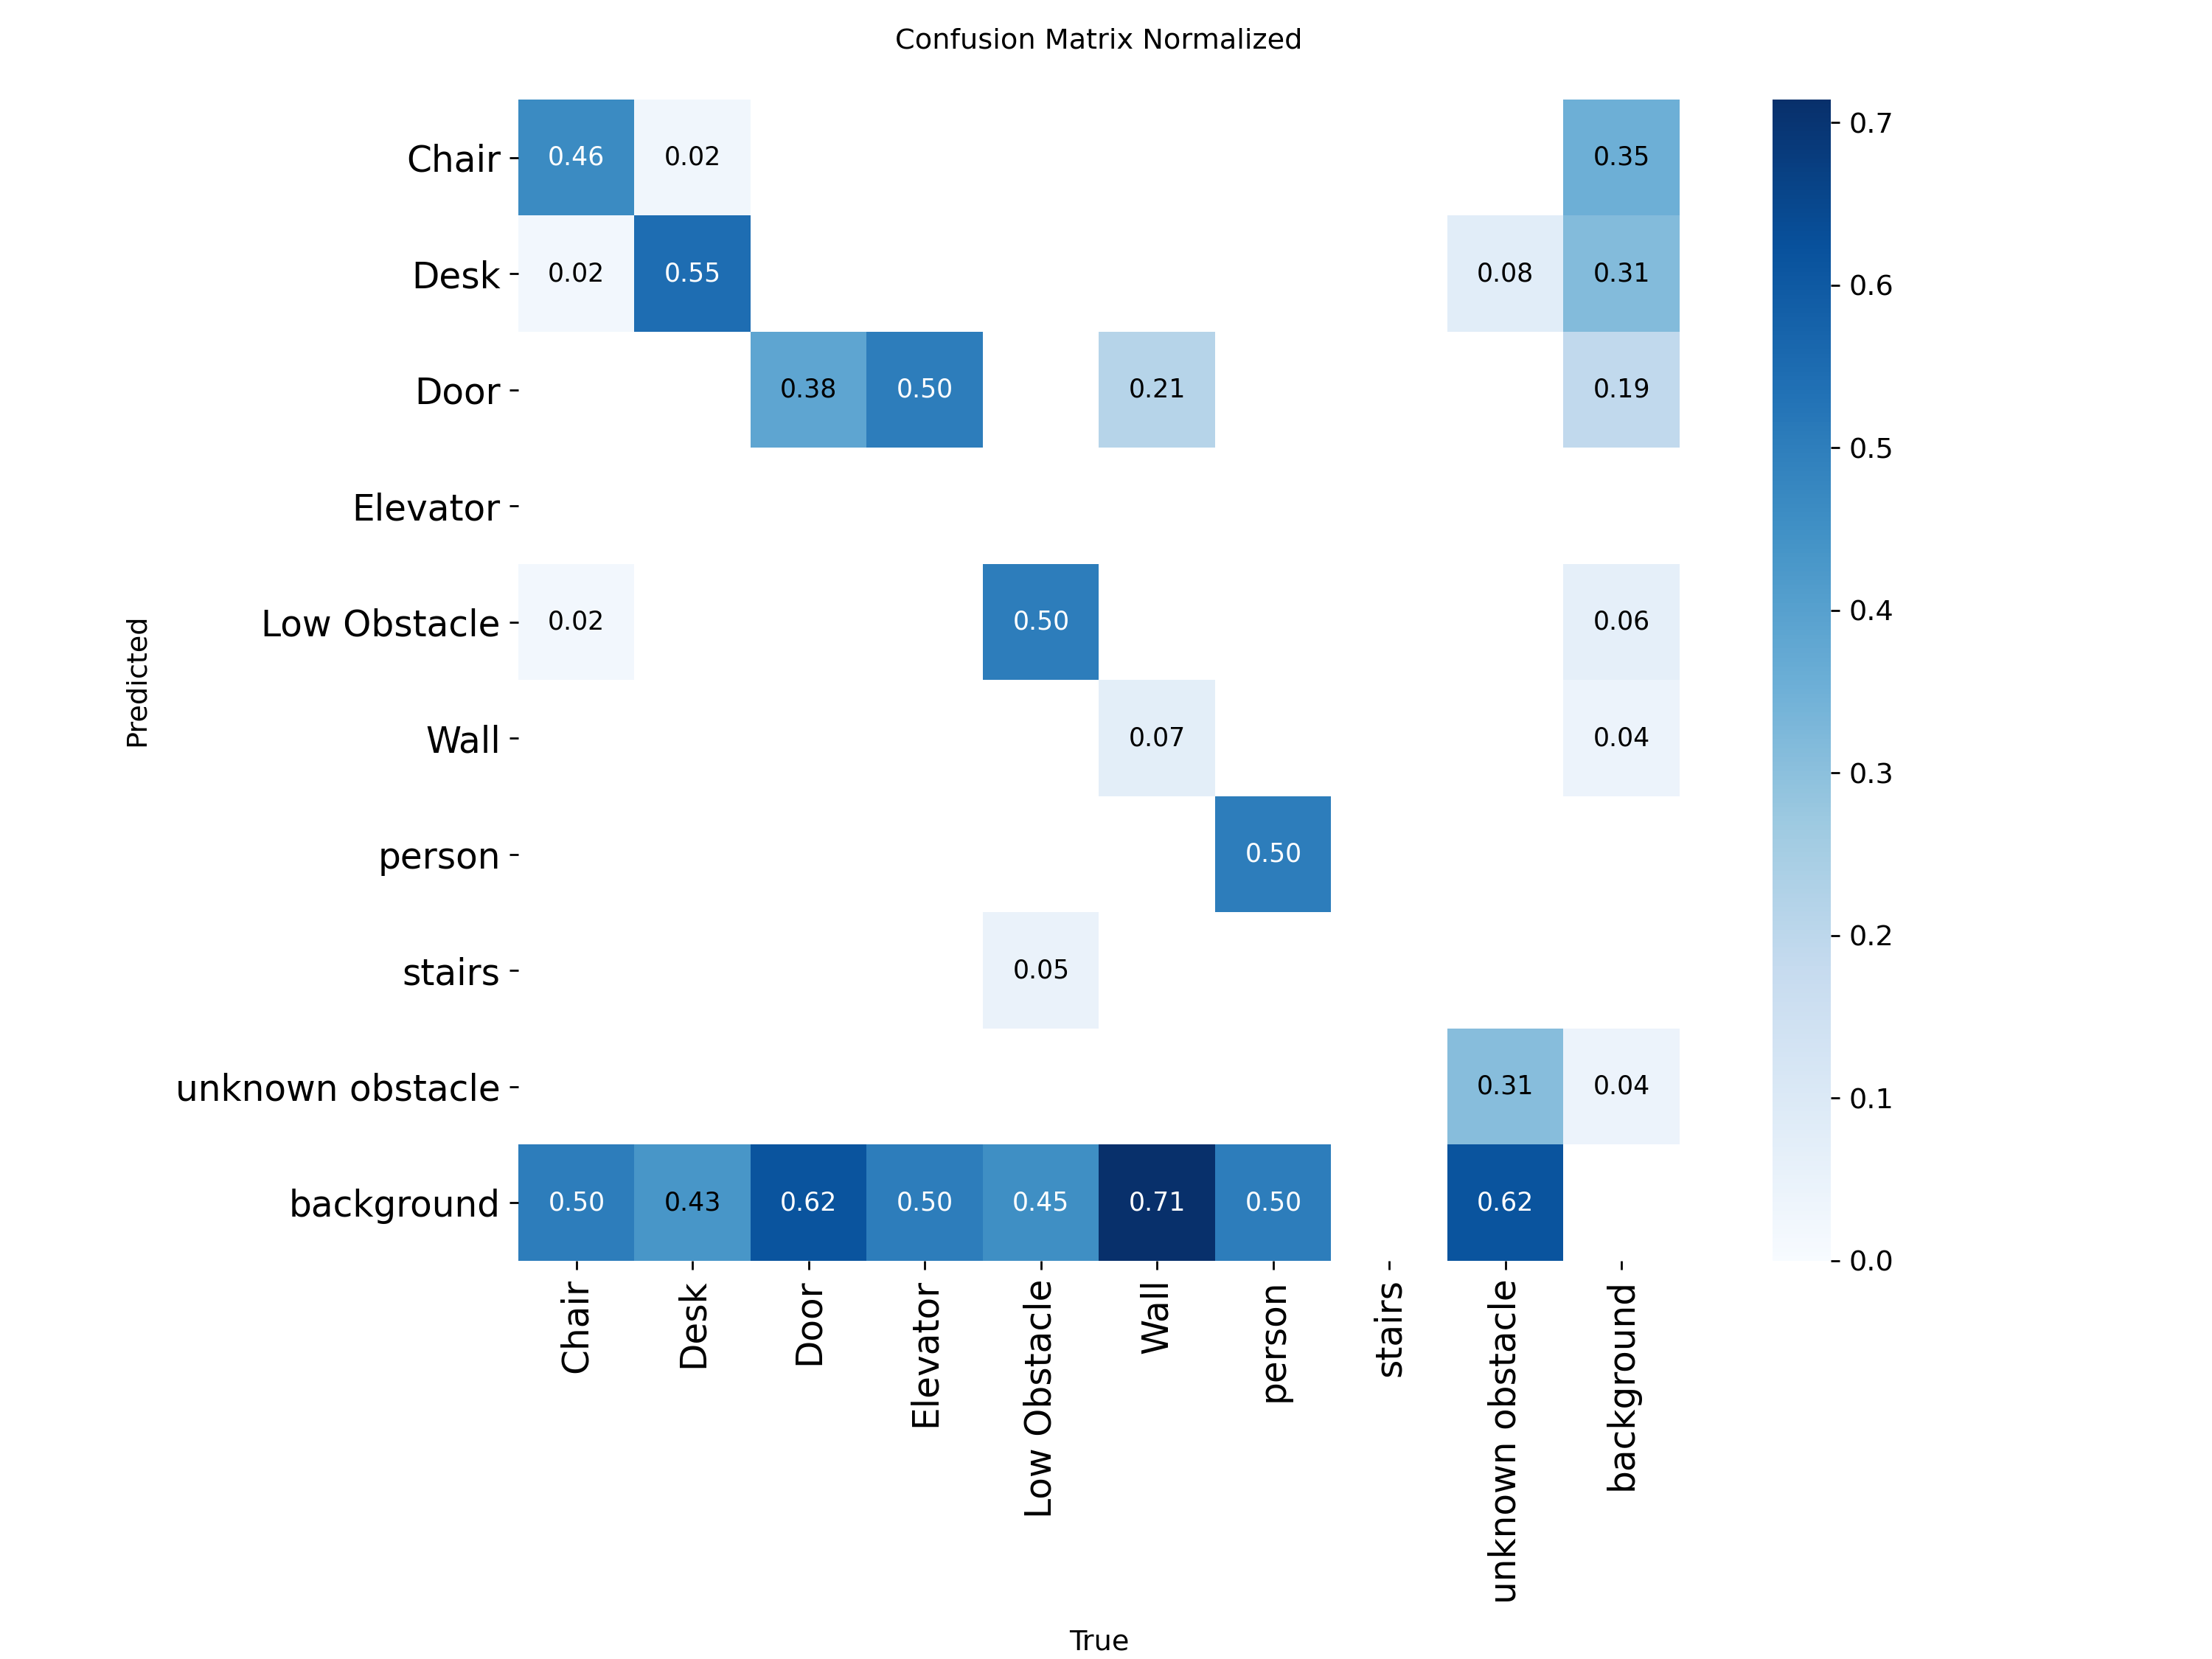 Confusion Matrix Normalized
Chair 0.46 0.02 0.35
Desk 0.02 0.55 0.08 0.31
Door 0.38 0.50 0.21 0.19
Elevator
Low Obstacle 0.02 0.50 0.06
Wall 0.07 0.04
person 0.50
stairs 0.05
unknown obstacle 0.31 0.04
background 0.50 0.43 0.62 0.50 0.45 0.71 0.50 0.62
Predicted
Chair
Desk
Door
Elevator
Low Obstacle
Wall
person
stairs
unknown obstacle
background
True
0.7
0.6
0.5
0.4
0.3
0.2
0.1
0.0